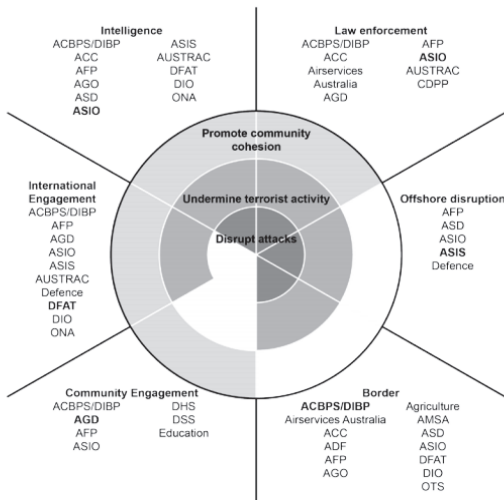 Intelligence
ACBPS/DIBP
ACC
AFP
AGO
ASD
ASIO
ASIS
AUSTRAC
DFAT
DIO
ONA
Law enforcement
ACBPS/DIBP
ACC
Airservices
Australia
AGD
AFP
ASIO
AUSTRAC
CDPP
Promote community
cohesion
Undermine terrorist activity
Disrupt attacks
International
Engagement
ACBPS/DIBP
AFP
AGD
ASIO
ASIS
AUSTRAC
Defence
DFAT
DIO
ONA
Offshore disruption
AFP
ASD
ASIO
ASIS
Defence
Community Engagement
ACBPS/DIBP
AGD
AFP
ASIO
DHS
DSS
Education
Border
ACBPS/DIBP
Airservices Australia
ACC
ADF
AFP
AGO
Agriculture
AMSA
ASD
ASIO
DFAT
DIO
OTS